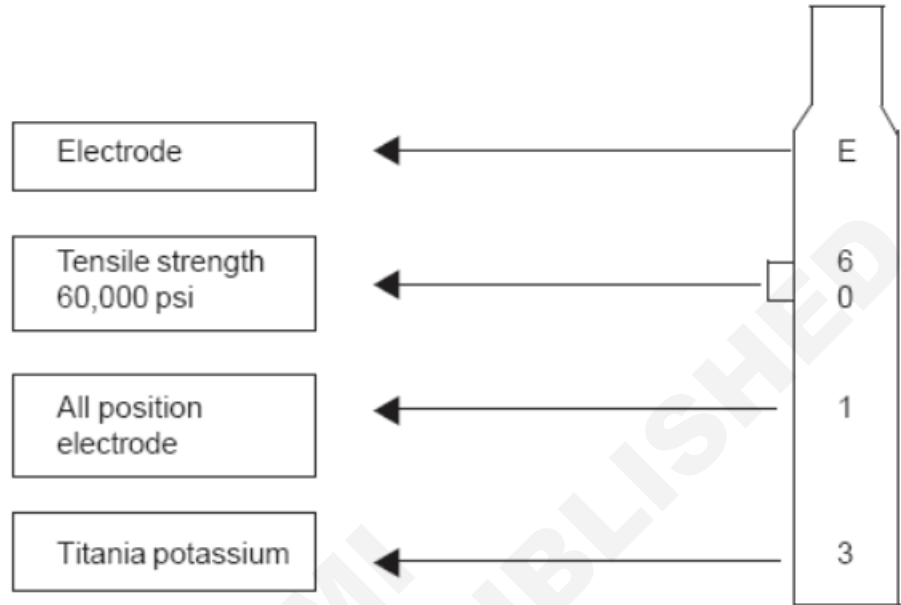 Electrode
E
Tensile strength
60,000 psi
6
0
All position
electrode
1
Titania potassium
3